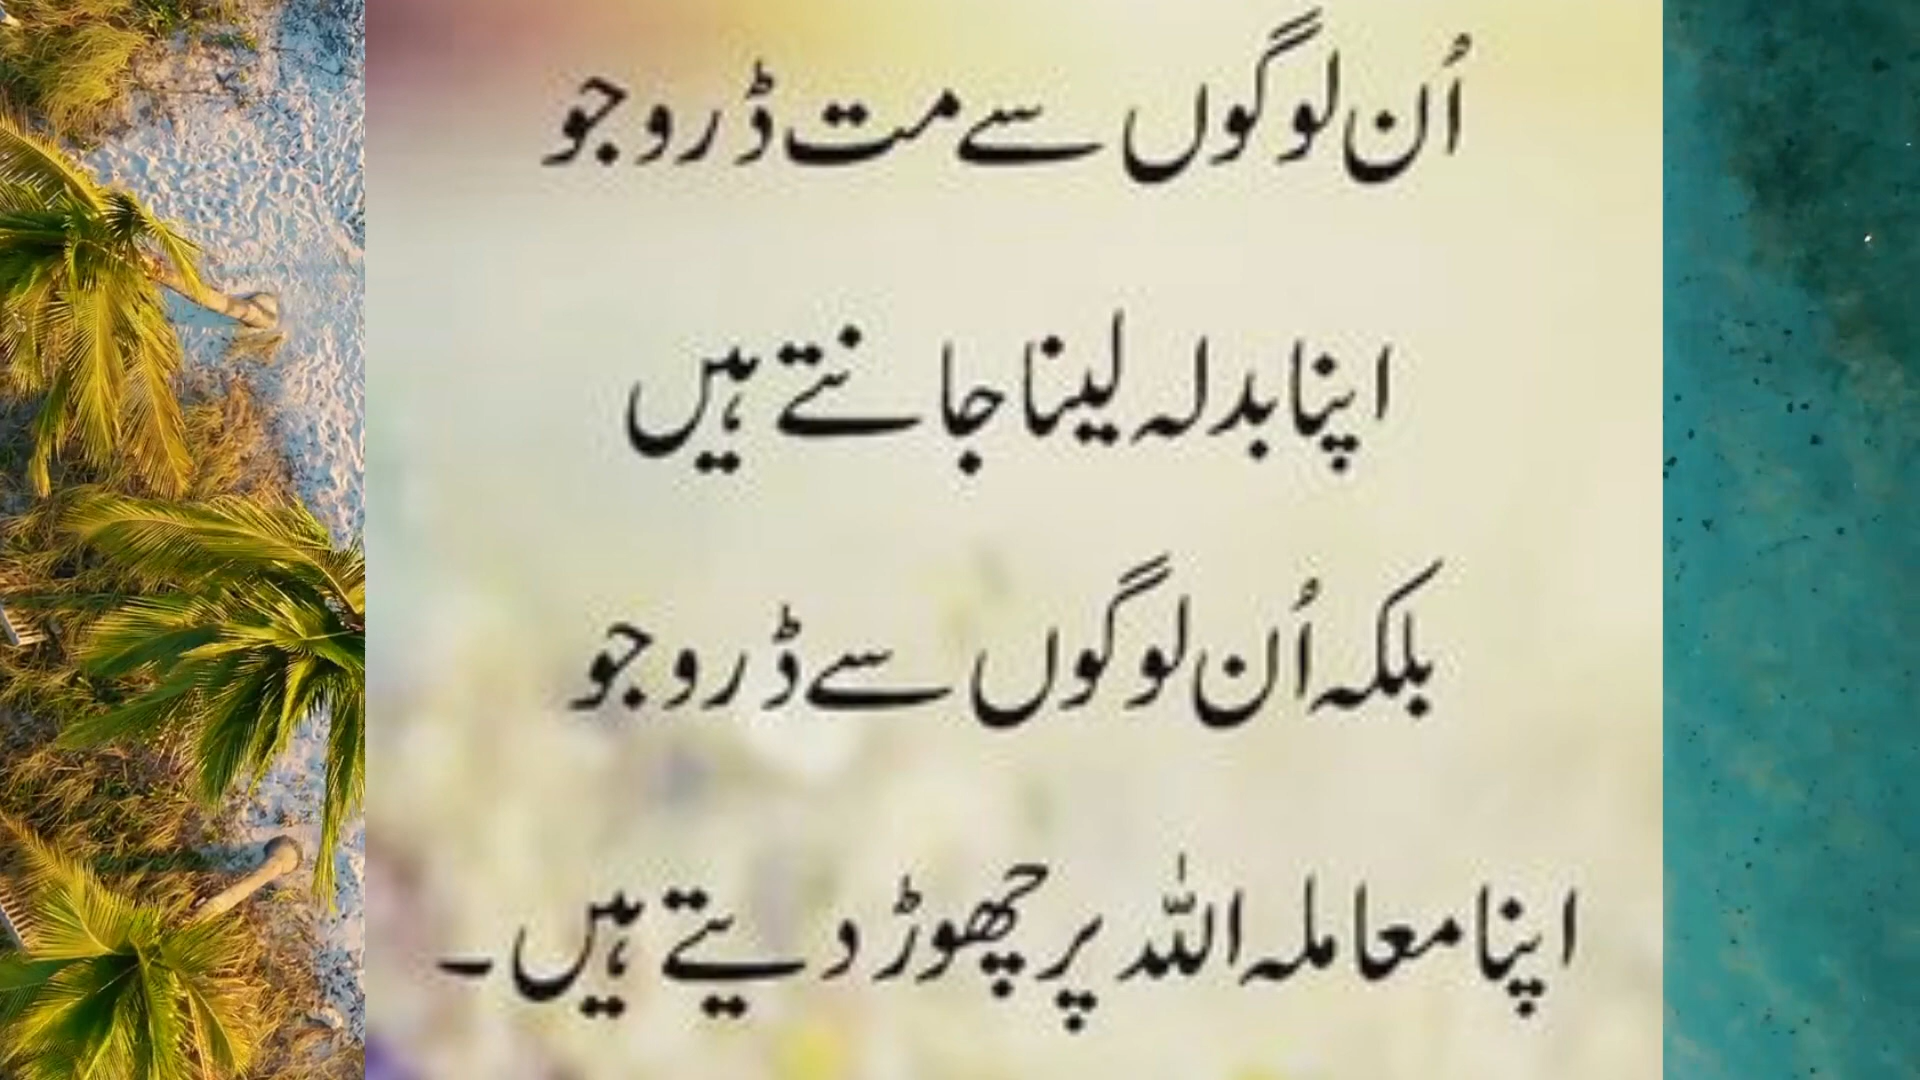 اُن لوگوں سے مت ڈرو جو
اپنا بدلہ لینا جانتے ہیں
بلکہ اُن لوگوں سے ڈرو جو
اپنا معاملہ اللہ پر چھوڑ دیتے ہیں۔